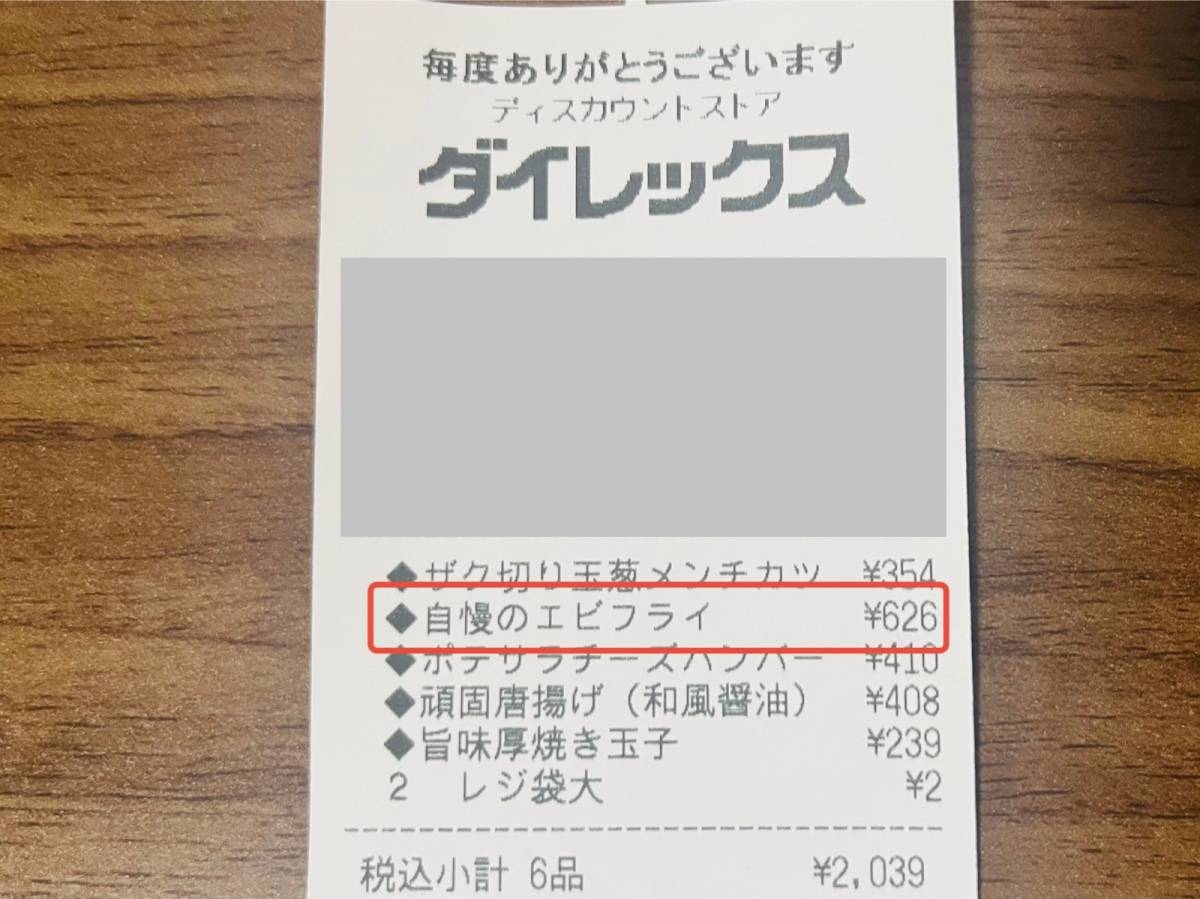 毎度ありがとうございます
ディスカウントストア
ダイレックス
◆ザク切り玉葱メンチカツ ¥354
◆自慢のエビフライ ¥626
◆ポテサラチーズハンバー ¥410
◆頑固唐揚げ(和風醤油) ¥408
◆旨味厚焼き玉子 ¥239
2 レジ袋大 ¥2
税込小計 6品 ¥2,039